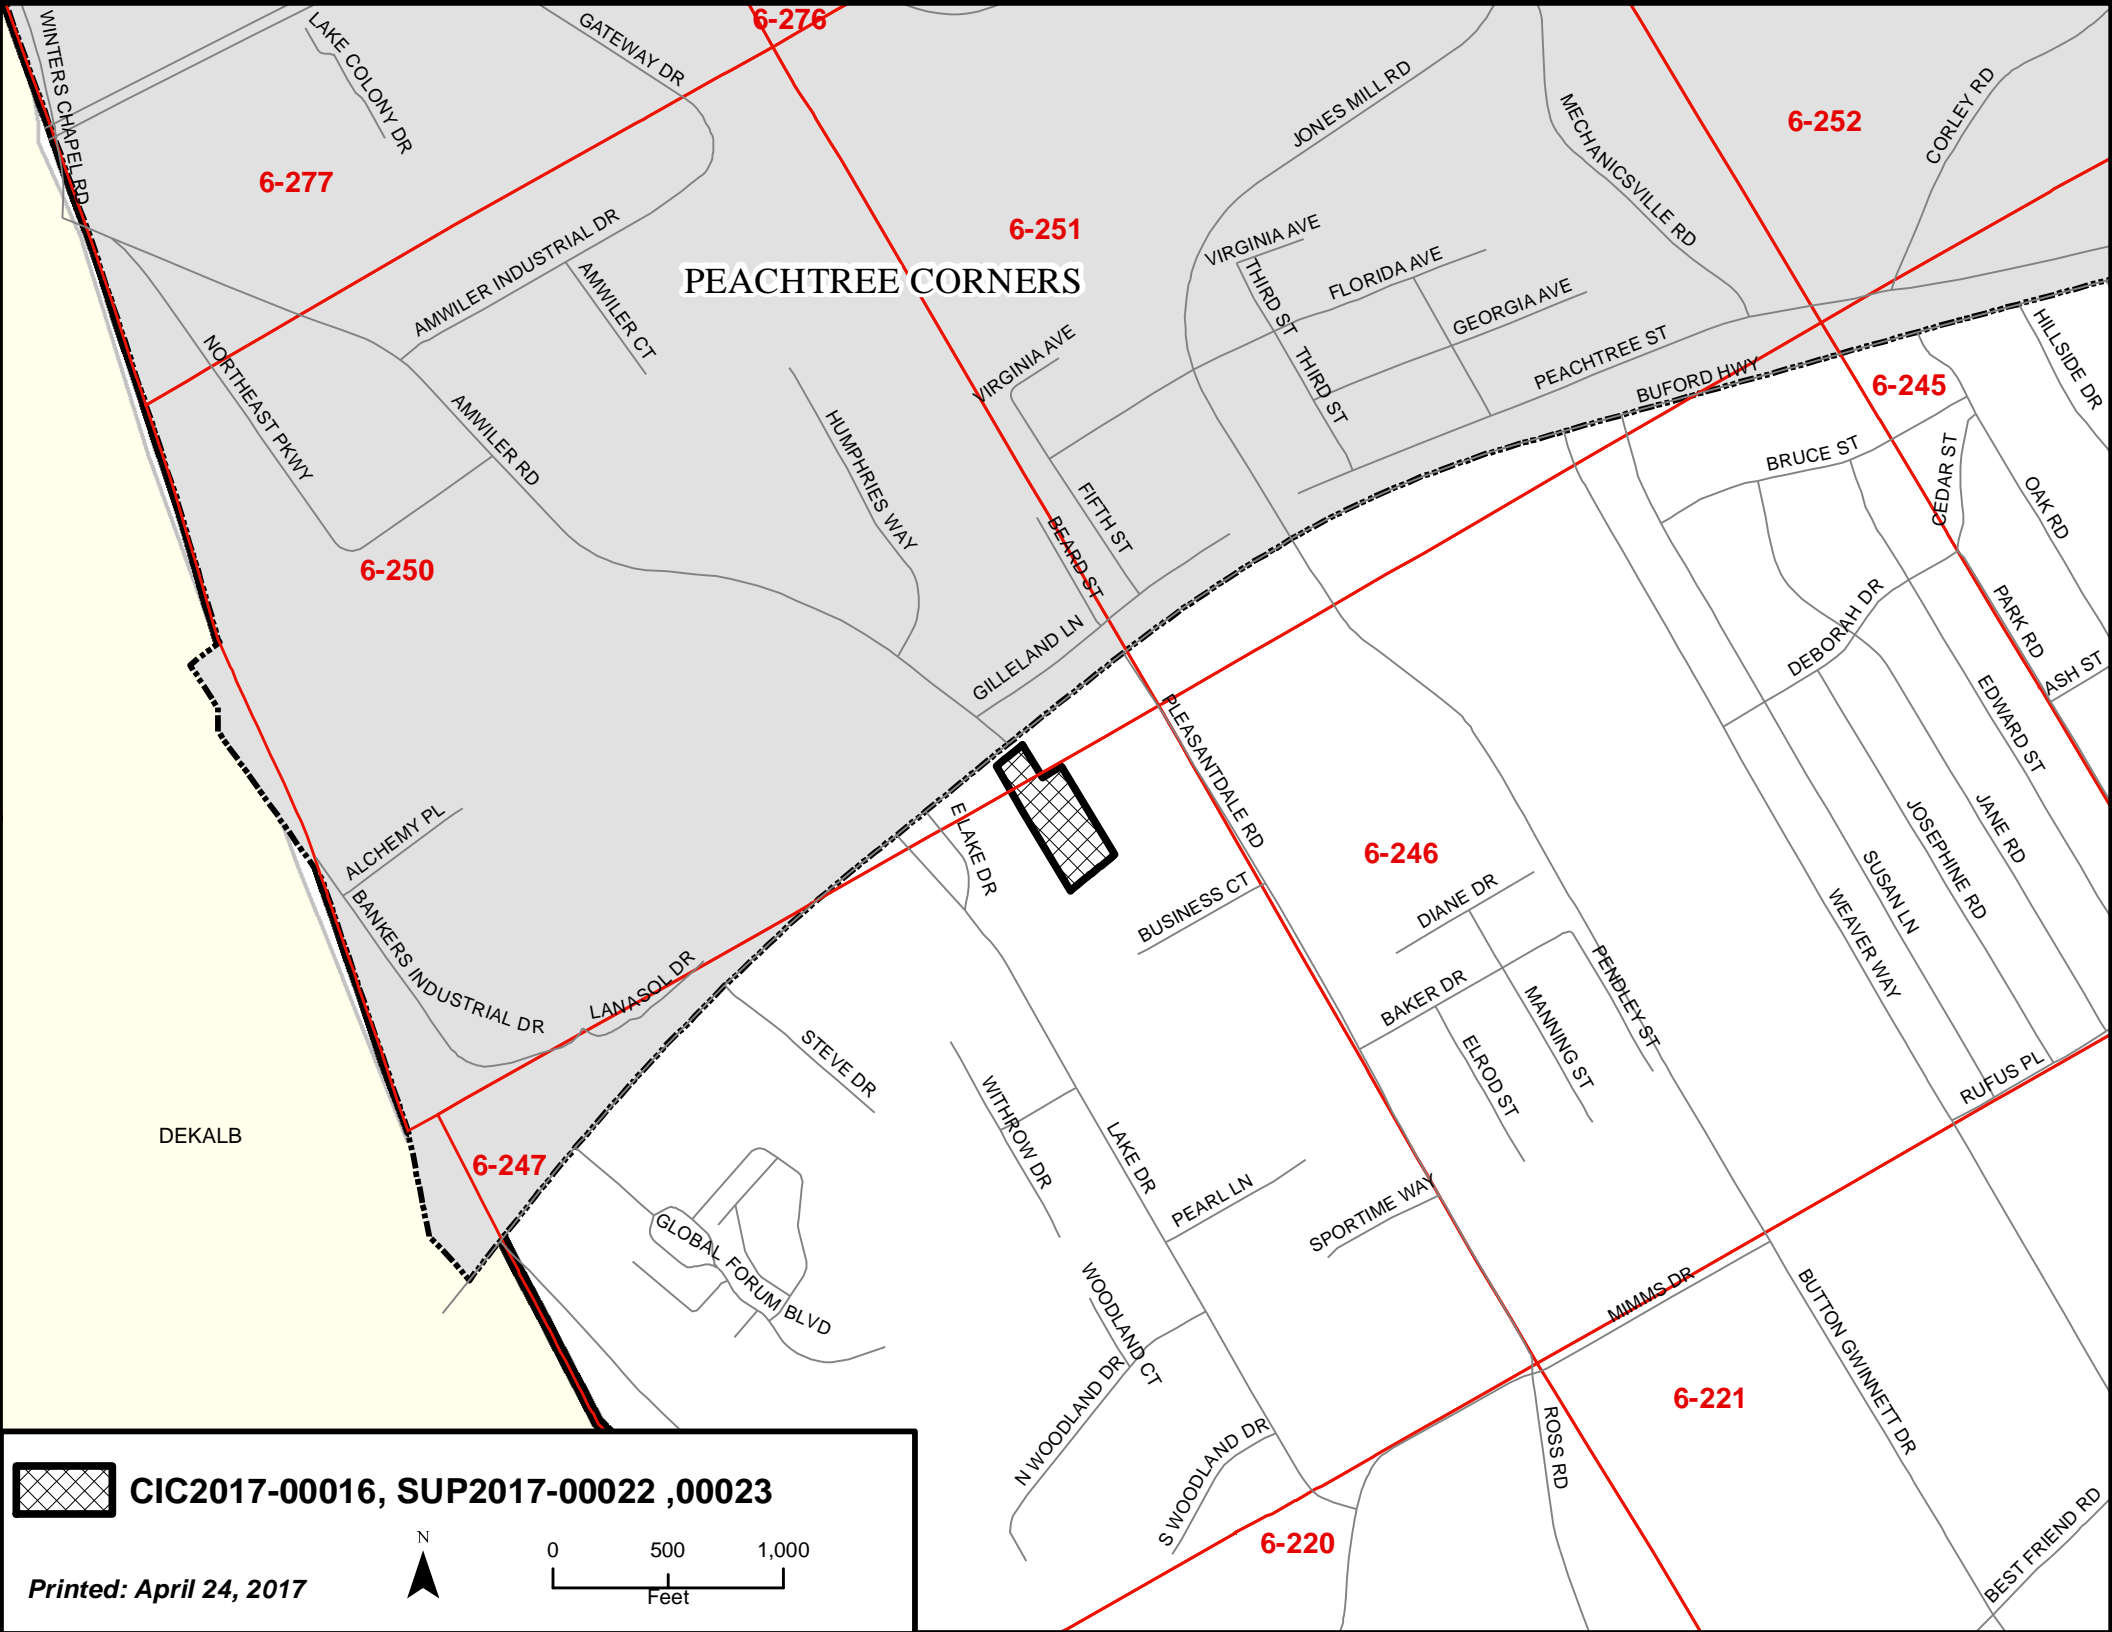 6-276
WINTERS CHAPEL RD
LAKE COLONY DR
GATEWAY DR
JONES MILL RD
MECHANICSVILLE RD
6-252
CORLEY RD
6-277
6-251
AMWILER INDUSTRIAL DR
AMWILER CT
PEACHTREE CORNERS
VIRGINIA AVE
THIRD ST
FLORIDA AVE
GEORGIA AVE
PEACHTREE ST
BUFORD HWY
HILLSIDE DR
NORTHEAST PKWY
VIRGINIA AVE
THIRD ST
6-245
AMWILER RD
HUMPHRIES WAY
BRUCE ST
CEDAR ST
OAK RD
FIFTH ST
BEARD ST
6-250
GILLELAND LN
DEBORAH DR
PARK RD
ASH ST
EDWARD ST
PLEASANTDALE RD
ALCHEMY PL
E LAKE DR
6-246
JOSEPHINE RD
JANE RD
SUSAN LN
WEAVER WAY
BUSINESS CT
DIANE DR
BANKERS INDUSTRIAL DR
LANASOL DR
BAKER DR
MANNING ST
PENDLEY ST
ELROD ST
STEVE DR
WITHROW DR
RUFUS PL
DEKALB
6-247
LAKE DR
PEARL LN
SPORTIME WAY
GLOBAL FORUM BLVD
WOODLAND CT
MIMMS DR
BUTTON GWINNETT DR
N WOODLAND DR
S WOODLAND DR
6-221
ROSS RD
6-220
BEST FRIEND RD
CIC2017-00016, SUP2017-00022 ,00023
N
0 500 1,000
Feet
Printed: April 24, 2017